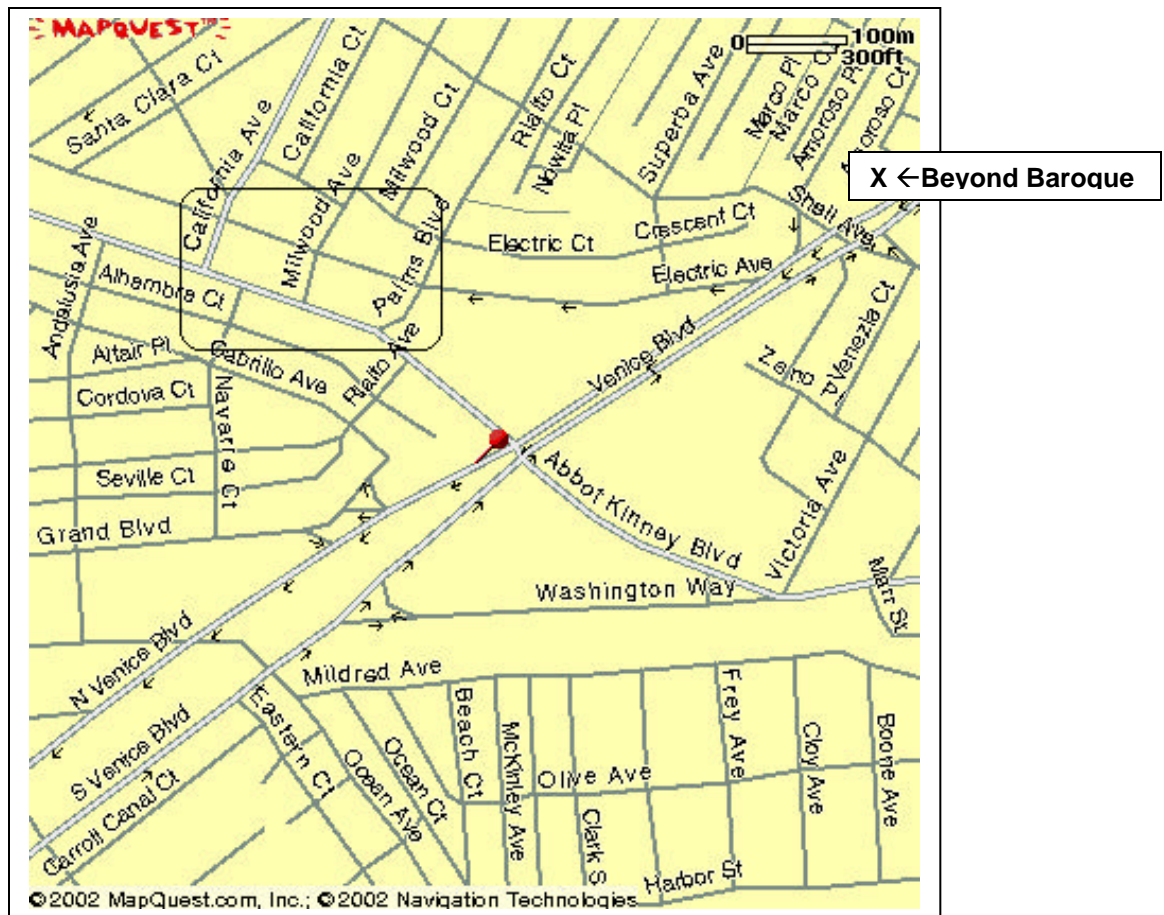 MAPQUEST™
0 100m
300ft
Santa Clara Ct
California Ave
California Ct
Milwood Ave
Milwood Ct
Rialto Ct
Nowita Pl
Superba Ave
Marco Pl
Marco Ct
Amoroso Pl
Amoroso Ct
X ←Beyond Baroque
Shell Ave
Crescent Ct
Electric Ct
Electric Ave
Palms Blvd
Andalusia Ave
Alhambra Ct
Altair Pl
Cabrillo Ave
Rialto Ave
Cordova Ct
Navarre Ct
Seville Ct
Grand Blvd
Venice Blvd
Zeno Pl
Venezia Ct
Abbot Kinney Blvd
Victoria Ave
Washington Way
Marr St
N Venice Blvd
S Venice Blvd
Mildred Ave
Eastern Ct
Ocean Ave
Ocean Ct
Beach Ct
McKinley Ave
Olive Ave
Clark S
Frey Ave
Cloy Ave
Boone Ave
Carroll Canal Ct
Harbor St
©2002 MapQuest.com, Inc.; ©2002 Navigation Technologies